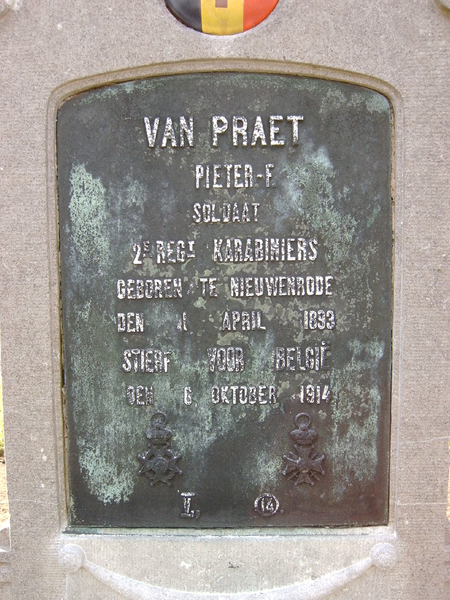 VAN PRAET
PIETER-F.
SOLDAAT
2E REGT KARABINIERS
GEBOREN TE NIEUWENRODE
DEN APRIL 1893
STIERF VOOR BELGIË
DEN 6 OKTOBER 1914
14